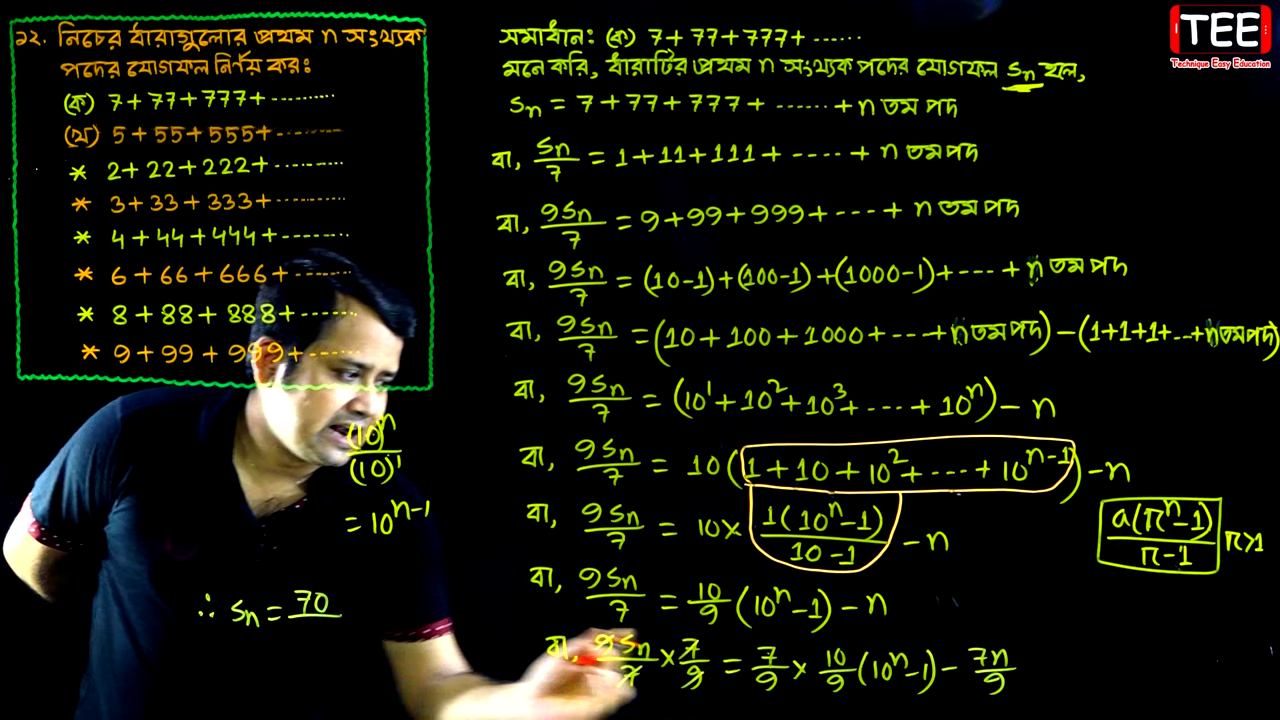 ১২. নিচের ধারাগুলোর প্রথম n সংখ্যক
পদের যোগফল নির্ণয় কর:
(ক) 7+77+777+..........
(খ) 5+55+555+..........
* 2+22+222+..........
* 3+33+333+..........
* 4+44+444+..........
* 6+66+666+..........
* 8+88+888+..........
* 9+99+999+..........
(10)ⁿ/(10)¹
= 10ⁿ⁻¹
∴ Sn = 70
সমাধান: (ক) 7+77+777+......
মনে করি, ধারাটির প্রথম n সংখ্যক পদের যোগফল Sn হলে,
Sn = 7+77+777+......+n তম পদ
বা, Sn/7 = 1+11+111+.....+ n তম পদ
বা, 9Sn/7 = 9+99+999+....+ n তম পদ
বা, 9Sn/7 = (10-1)+(100-1)+(1000-1)+....+ n তম পদ
বা, 9Sn/7 = (10+100+1000+...+n তম পদ) – (1+1+1+...+n তম পদ)
বা, 9Sn/7 = (10¹+10²+10³+....+10ⁿ) – n
বা, 9Sn/7 = 10(1+10+10²+....+10ⁿ⁻¹) – n
বা, 9Sn/7 = 10× 1(10ⁿ-1)/10-1 – n
a(r^n-1)/r-1 r>1
বা, 9Sn/7 = 10/9 (10ⁿ-1) – n
বা, 9Sn/7 × 7/9 = 7/9 × 10/9 (10ⁿ-1) – 7n/9
TEE
Technique Easy Education